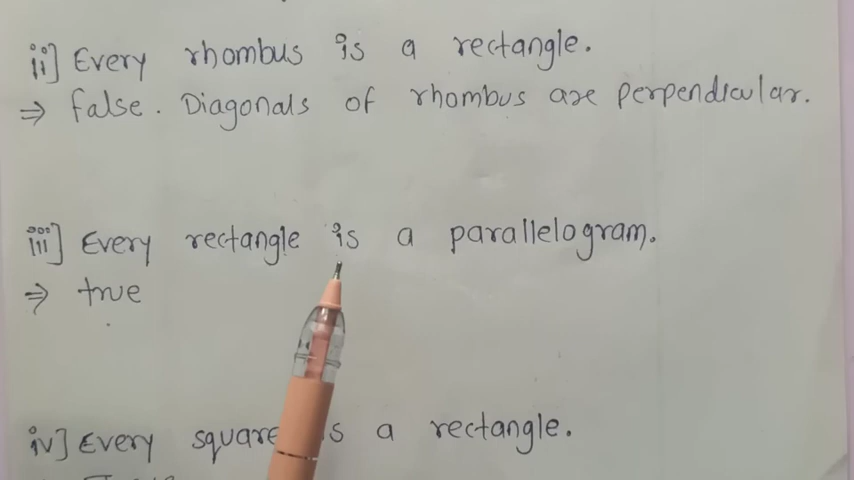 ii] Every rhombus is a rectangle.
⇒ false. Diagonals of rhombus are perpendicular.
iii] Every rectangle is a parallelogram.
⇒ true
iv] Every square is a rectangle.